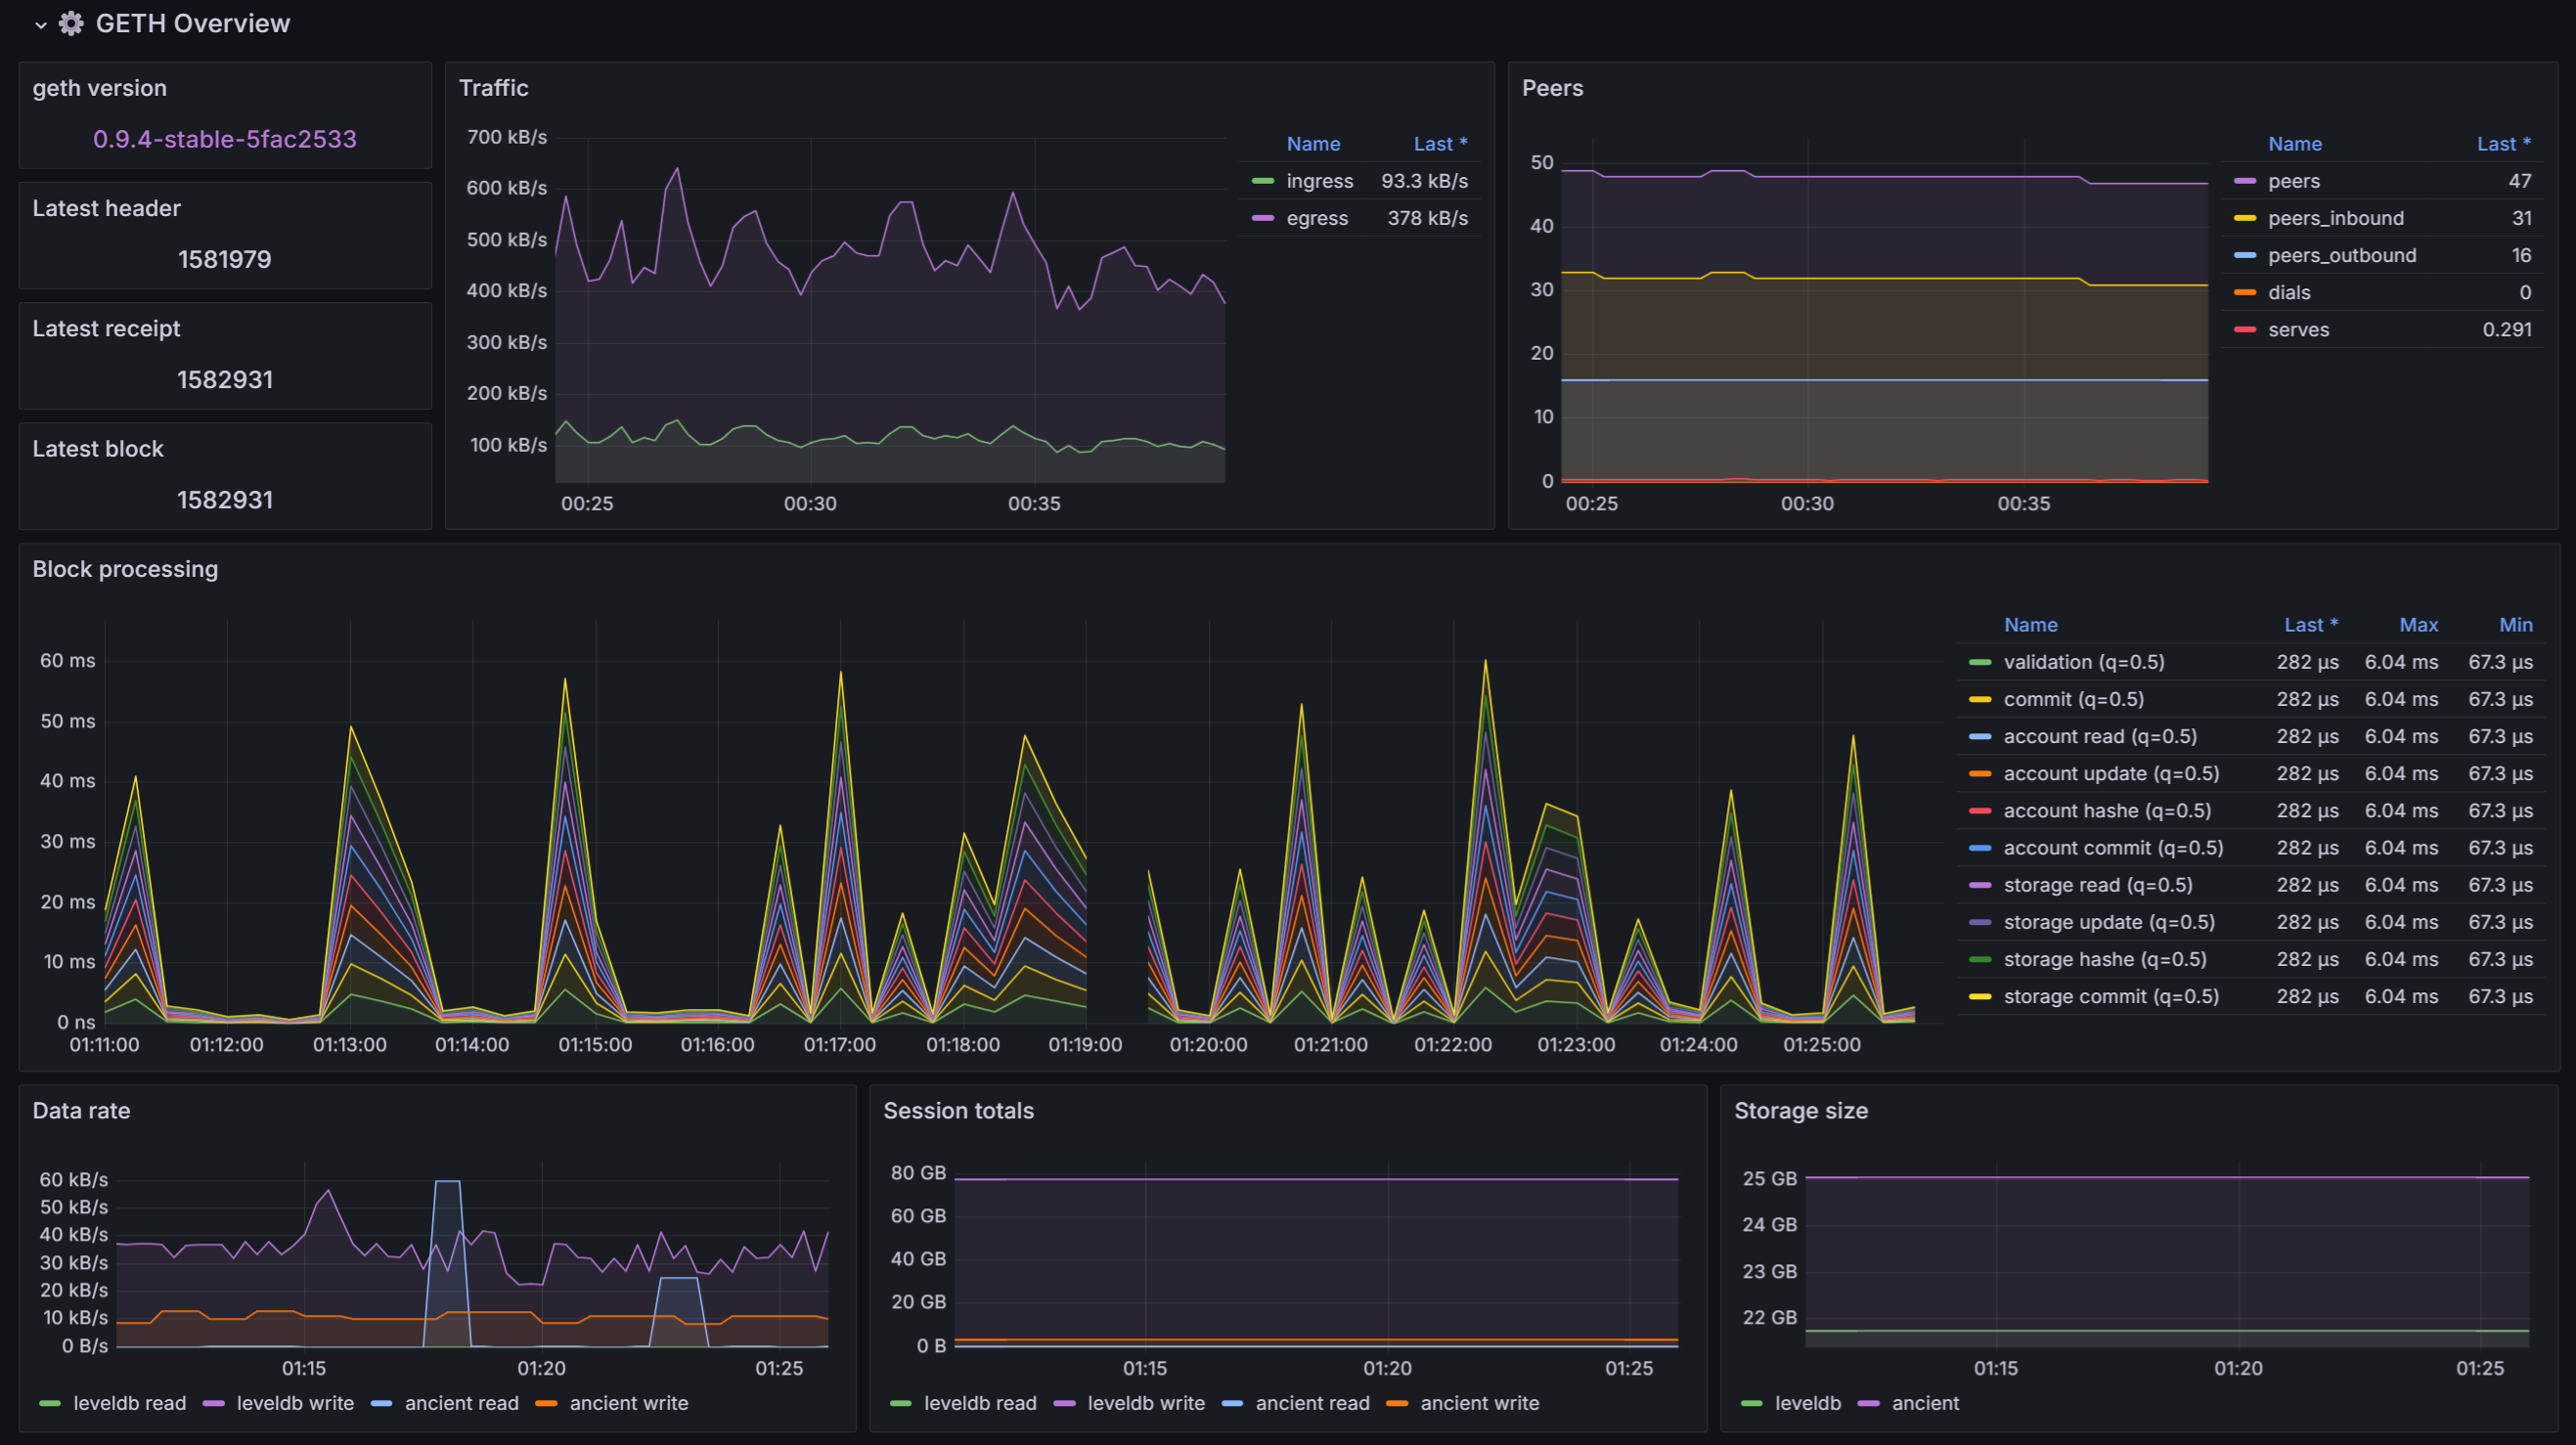 GETH Overview
geth version
0.9.4-stable-5fac2533
Latest header
1581979
Latest receipt
1582931
Latest block
1582931
Traffic
700 kB/s
600 kB/s
500 kB/s
400 kB/s
300 kB/s
200 kB/s
100 kB/s
00:25 00:30 00:35
Name Last *
ingress 93.3 kB/s
egress 378 kB/s
Peers
50
40
30
20
10
0
00:25 00:30 00:35
Name Last *
peers 47
peers_inbound 31
peers_outbound 16
dials 0
serves 0.291
Block processing
60 ms
50 ms
40 ms
30 ms
20 ms
10 ms
0 ns
01:11:00 01:12:00 01:13:00 01:14:00 01:15:00 01:16:00 01:17:00 01:18:00 01:19:00 01:20:00 01:21:00 01:22:00 01:23:00 01:24:00 01:25:00
Name Last * Max Min
validation (q=0.5) 282 µs 6.04 ms 67.3 µs
commit (q=0.5) 282 µs 6.04 ms 67.3 µs
account read (q=0.5) 282 µs 6.04 ms 67.3 µs
account update (q=0.5) 282 µs 6.04 ms 67.3 µs
account hashe (q=0.5) 282 µs 6.04 ms 67.3 µs
account commit (q=0.5) 282 µs 6.04 ms 67.3 µs
storage read (q=0.5) 282 µs 6.04 ms 67.3 µs
storage update (q=0.5) 282 µs 6.04 ms 67.3 µs
storage hashe (q=0.5) 282 µs 6.04 ms 67.3 µs
storage commit (q=0.5) 282 µs 6.04 ms 67.3 µs
Data rate
60 kB/s
50 kB/s
40 kB/s
30 kB/s
20 kB/s
10 kB/s
0 B/s
01:15 01:20 01:25
leveldb read leveldb write ancient read ancient write
Session totals
80 GB
60 GB
40 GB
20 GB
0 B
01:15 01:20 01:25
leveldb read leveldb write ancient read ancient write
Storage size
25 GB
24 GB
23 GB
22 GB
01:15 01:20 01:25
leveldb ancient